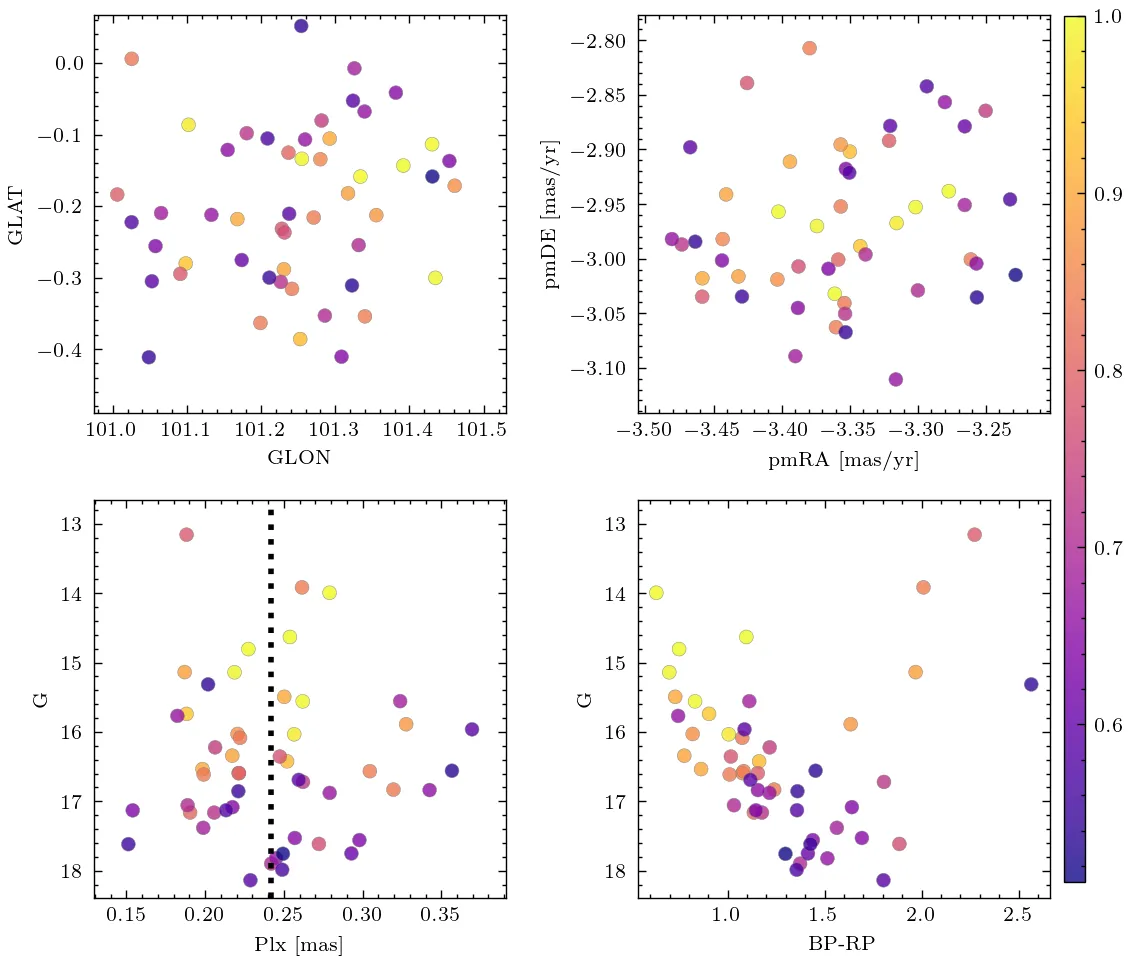 0.0
−0.1
−0.2
−0.3
−0.4
GLAT
101.0 101.1 101.2 101.3 101.4 101.5
GLON
−2.80
−2.85
−2.90
−2.95
−3.00
−3.05
−3.10
pmDE [mas/yr]
−3.50 −3.45 −3.40 −3.35 −3.30 −3.25
pmRA [mas/yr]
13
14
15
16
17
18
G
0.15 0.20 0.25 0.30 0.35
Plx [mas]
13
14
15
16
17
18
G
1.0 1.5 2.0 2.5
BP-RP
1.0
0.9
0.8
0.7
0.6